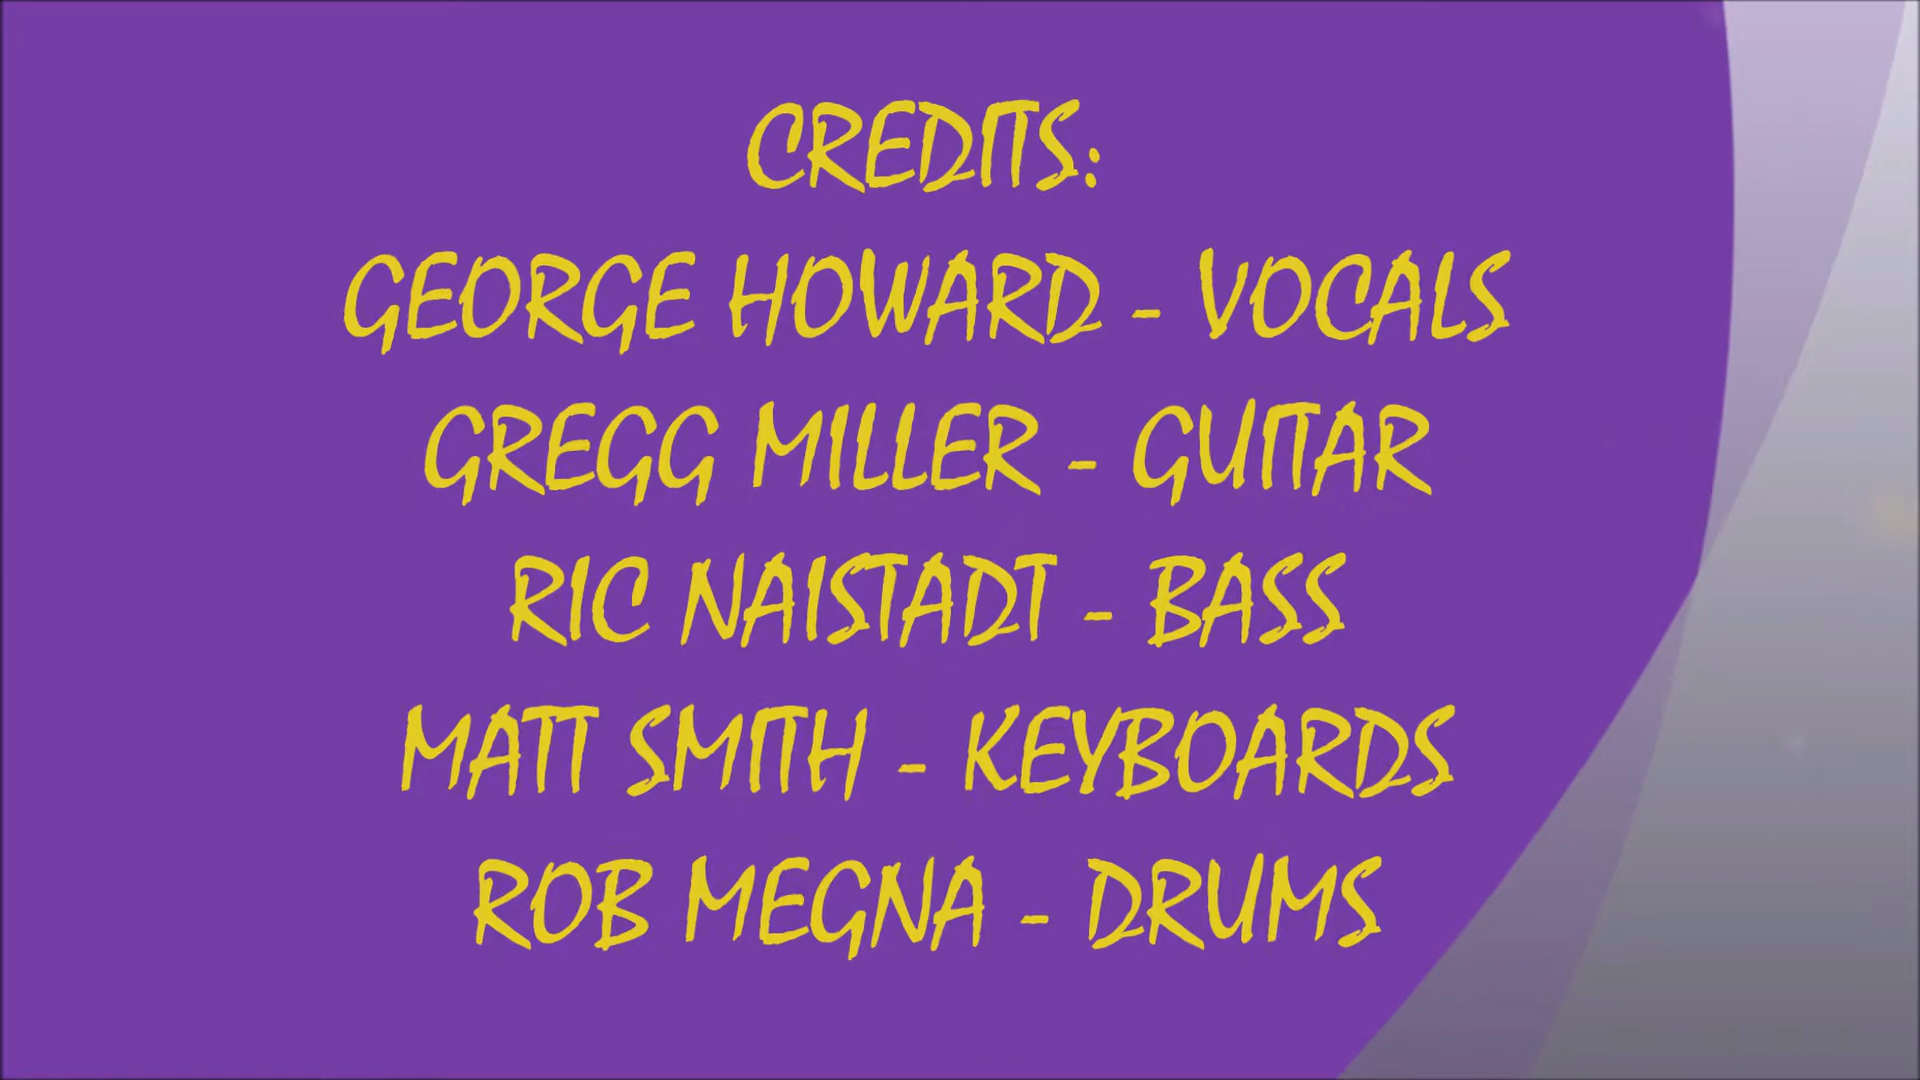 CREDITS:
GEORGE HOWARD - VOCALS
GREGG MILLER - GUITAR
RIC NAISTADT - BASS
MATT SMITH - KEYBOARDS
ROB MEGNA - DRUMS